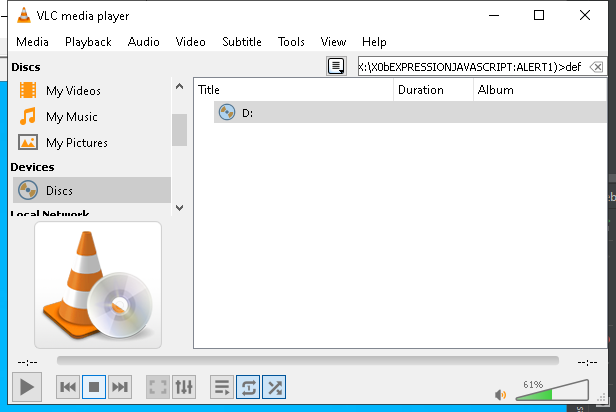 VLC media player
Media Playback Audio Video Subtitle Tools View Help
Discs
X:\X0bEXPRESSIONJAVASCRIPT:ALERT1)>def
My Videos
My Music
My Pictures
Devices
Discs
Local Network
Title Duration Album
D:
--:-- --:--
61%